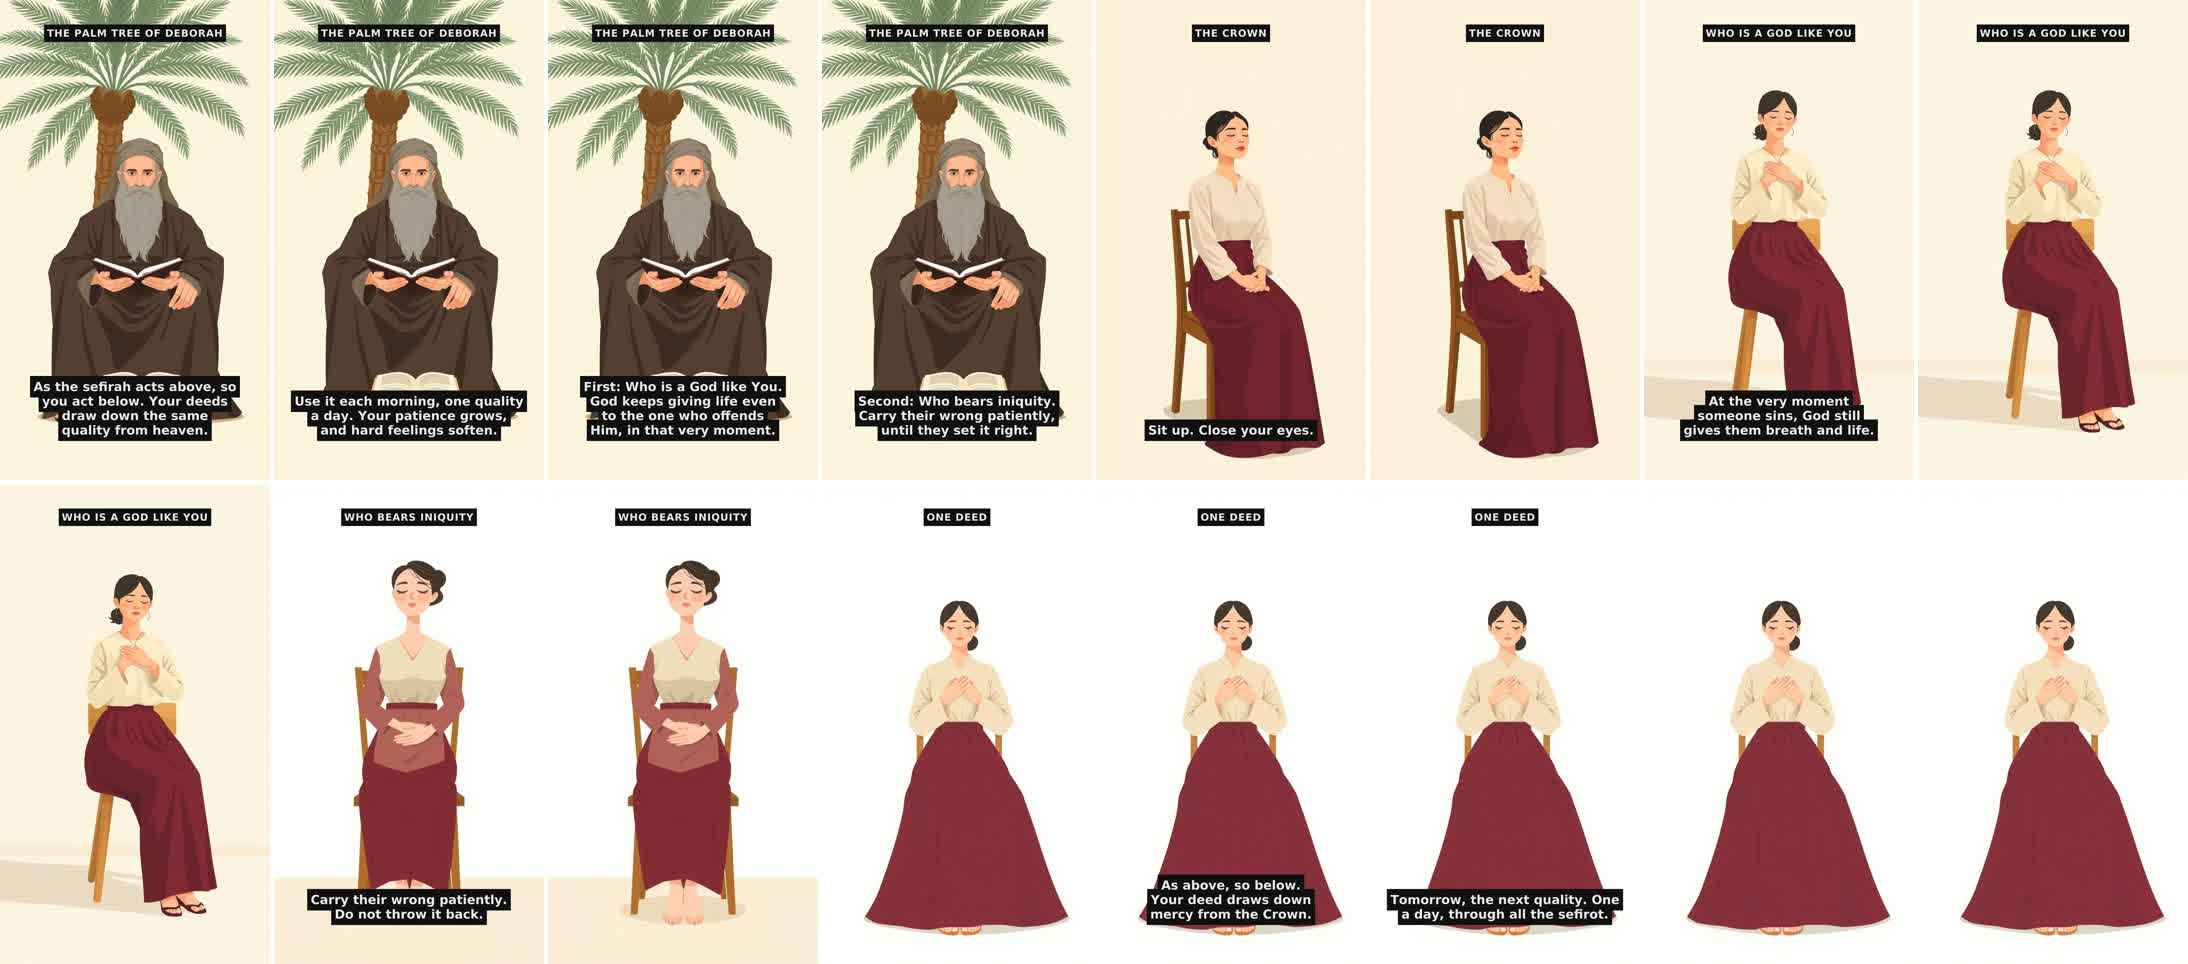 THE PALM TREE OF DEBORAH
As the sefirah acts above, so
you act below. Your deeds
draw down the same
quality from heaven.
THE PALM TREE OF DEBORAH
Use it each morning, one quality
a day. Your patience grows,
and hard feelings soften.
THE PALM TREE OF DEBORAH
First: Who is a God like You.
God keeps giving life even
to the one who offends
Him, in that very moment.
THE PALM TREE OF DEBORAH
Second: Who bears iniquity.
Carry their wrong patiently,
until they set it right.
THE CROWN
Sit up. Close your eyes.
THE CROWN
WHO IS A GOD LIKE YOU
At the very moment
someone sins, God still
gives them breath and life.
WHO IS A GOD LIKE YOU
WHO IS A GOD LIKE YOU
WHO BEARS INIQUITY
Carry their wrong patiently.
Do not throw it back.
WHO BEARS INIQUITY
ONE DEED
ONE DEED
As above, so below.
Your deed draws down
mercy from the Crown.
ONE DEED
Tomorrow, the next quality. One
a day, through all the sefirot.